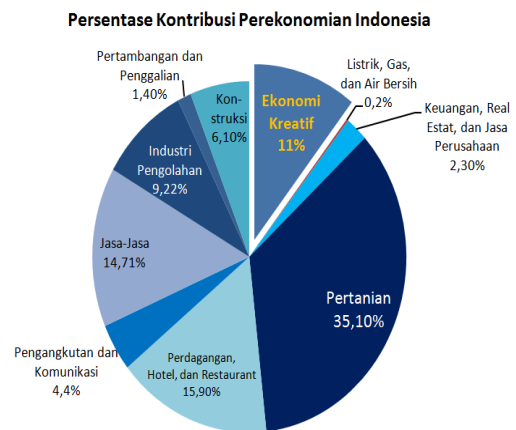 Persentase Kontribusi Perekonomian Indonesia
Pertambangan dan
Penggalian
1,40%
Kon-
struksi
6,10%
Ekonomi
Kreatif
11%
Listrik, Gas,
dan Air Bersih
0,2%
Keuangan, Real
Estat, dan Jasa
Perusahaan
2,30%
Industri
Pengolahan
9,22%
Jasa-Jasa
14,71%
Pertanian
35,10%
Pengangkutan dan
Komunikasi
4,4%
Perdagangan,
Hotel, dan Restaurant
15,90%